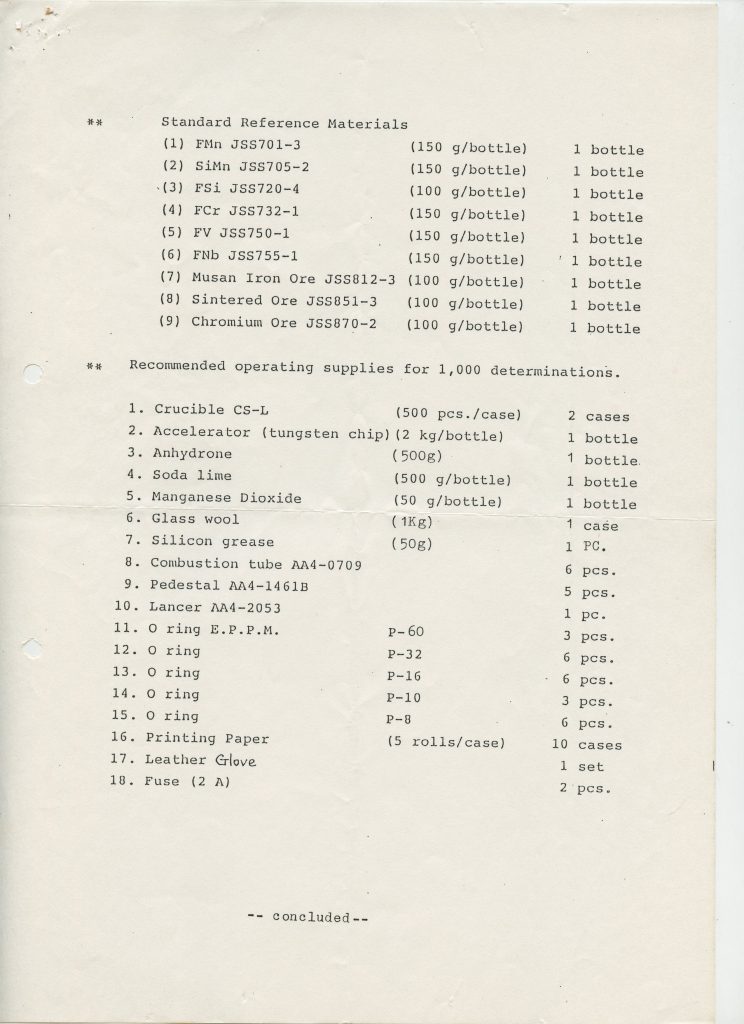 ** Standard Reference Materials
(1) FMn JSS701-3 (150 g/bottle) 1 bottle
(2) SiMn JSS705-2 (150 g/bottle) 1 bottle
(3) FSi JSS720-4 (100 g/bottle) 1 bottle
(4) FCr JSS732-1 (150 g/bottle) 1 bottle
(5) FV JSS750-1 (150 g/bottle) 1 bottle
(6) FNb JSS755-1 (150 g/bottle) 1 bottle
(7) Musan Iron Ore JSS812-3 (100 g/bottle) 1 bottle
(8) Sintered Ore JSS851-3 (100 g/bottle) 1 bottle
(9) Chromium Ore JSS870-2 (100 g/bottle) 1 bottle
** Recommended operating supplies for 1,000 determinations.
1. Crucible CS-L (500 pcs./case) 2 cases
2. Accelerator (tungsten chip) (2 kg/bottle) 1 bottle
3. Anhydrone (500g) 1 bottle
4. Soda lime (500 g/bottle) 1 bottle
5. Manganese Dioxide (50 g/bottle) 1 bottle
6. Glass wool (1Kg) 1 case
7. Silicon grease (50g) 1 PC.
8. Combustion tube AA4-0709 6 pcs.
9. Pedestal AA4-1461B 5 pcs.
10. Lancer AA4-2053 1 pc.
11. O ring E.P.P.M. P-60 3 pcs.
12. O ring P-32 6 pcs.
13. O ring P-16 6 pcs.
14. O ring P-10 3 pcs.
15. O ring P-8 6 pcs.
16. Printing Paper (5 rolls/case) 10 cases
17. Leather Glove 1 set
18. Fuse (2 A) 2 pcs.
-- concluded--